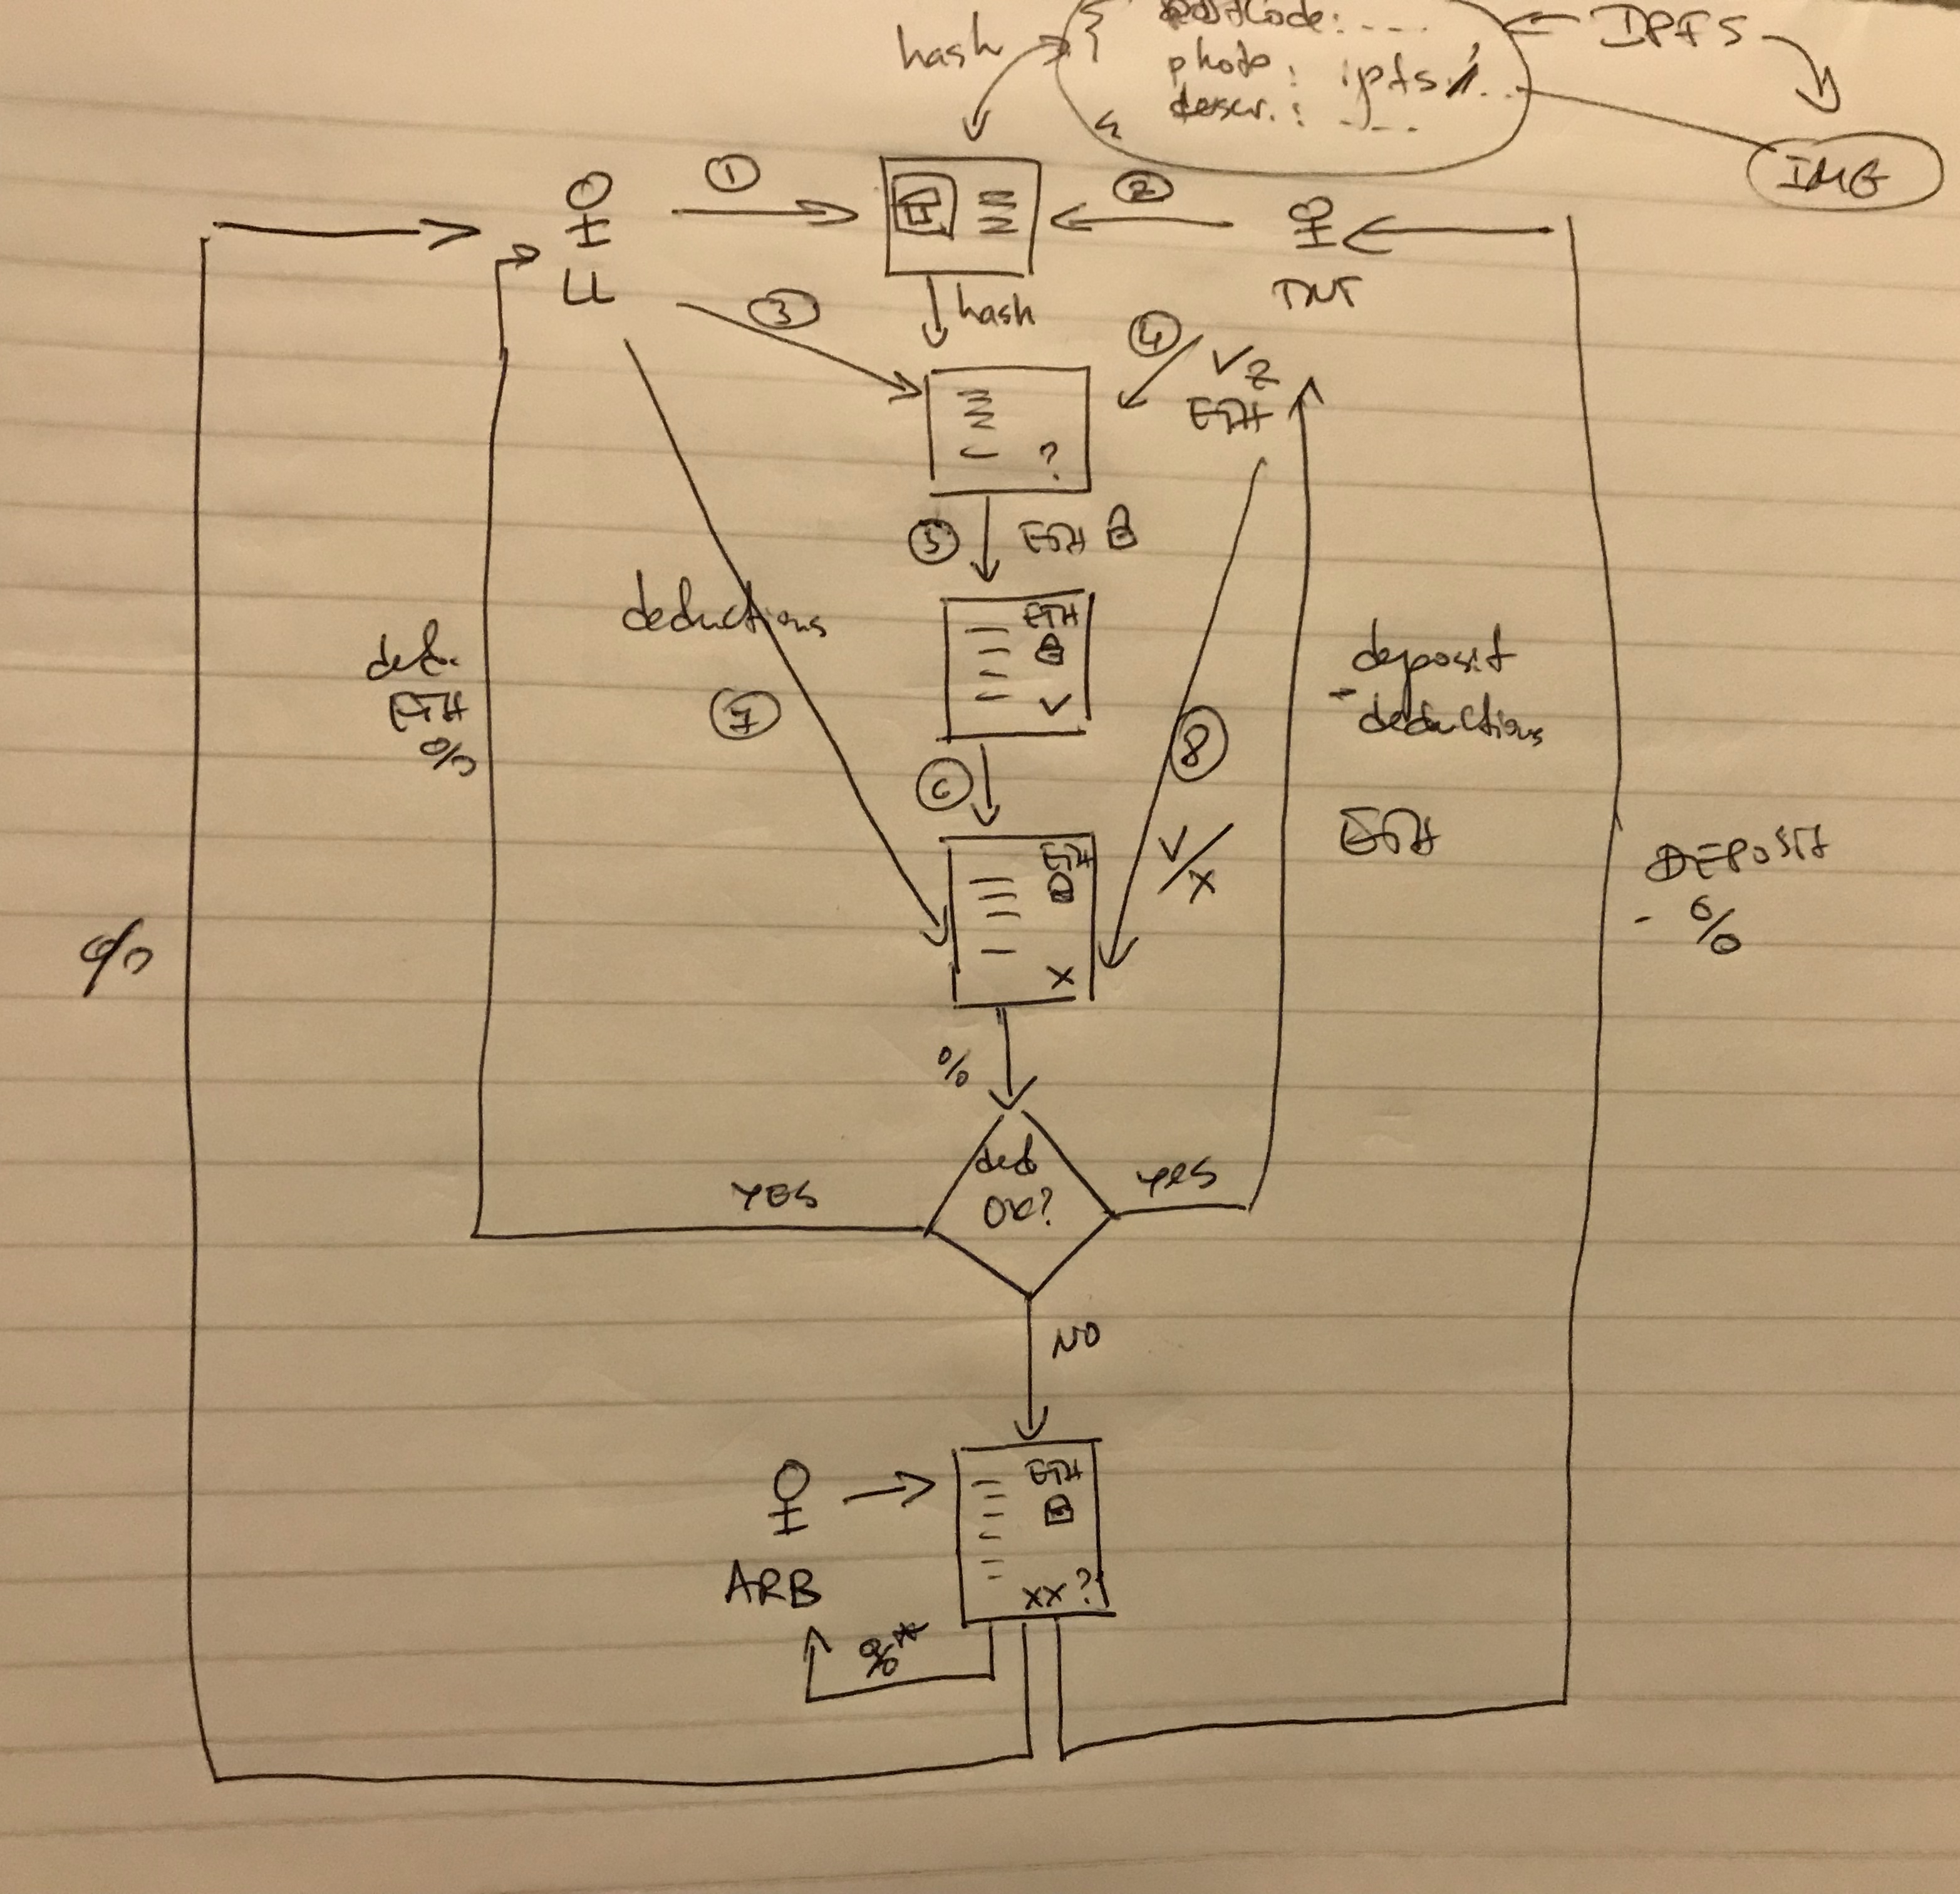 hash
{ postCode: ....
photo : ipfs://...
descr. : ....
IPFS
IMG
1
2
LL
TNT
3
hash
4
✓ 2
ETH
?
5
ETH
ETH
✓
deductions
7
ded.
ETH
%
6
8
deposit
- deductions
ETH
ETH
✓/x
x
%
DEPOSIT
- %
%
ded
OK?
YES
YES
NO
ARB
ETH
xx?
%*